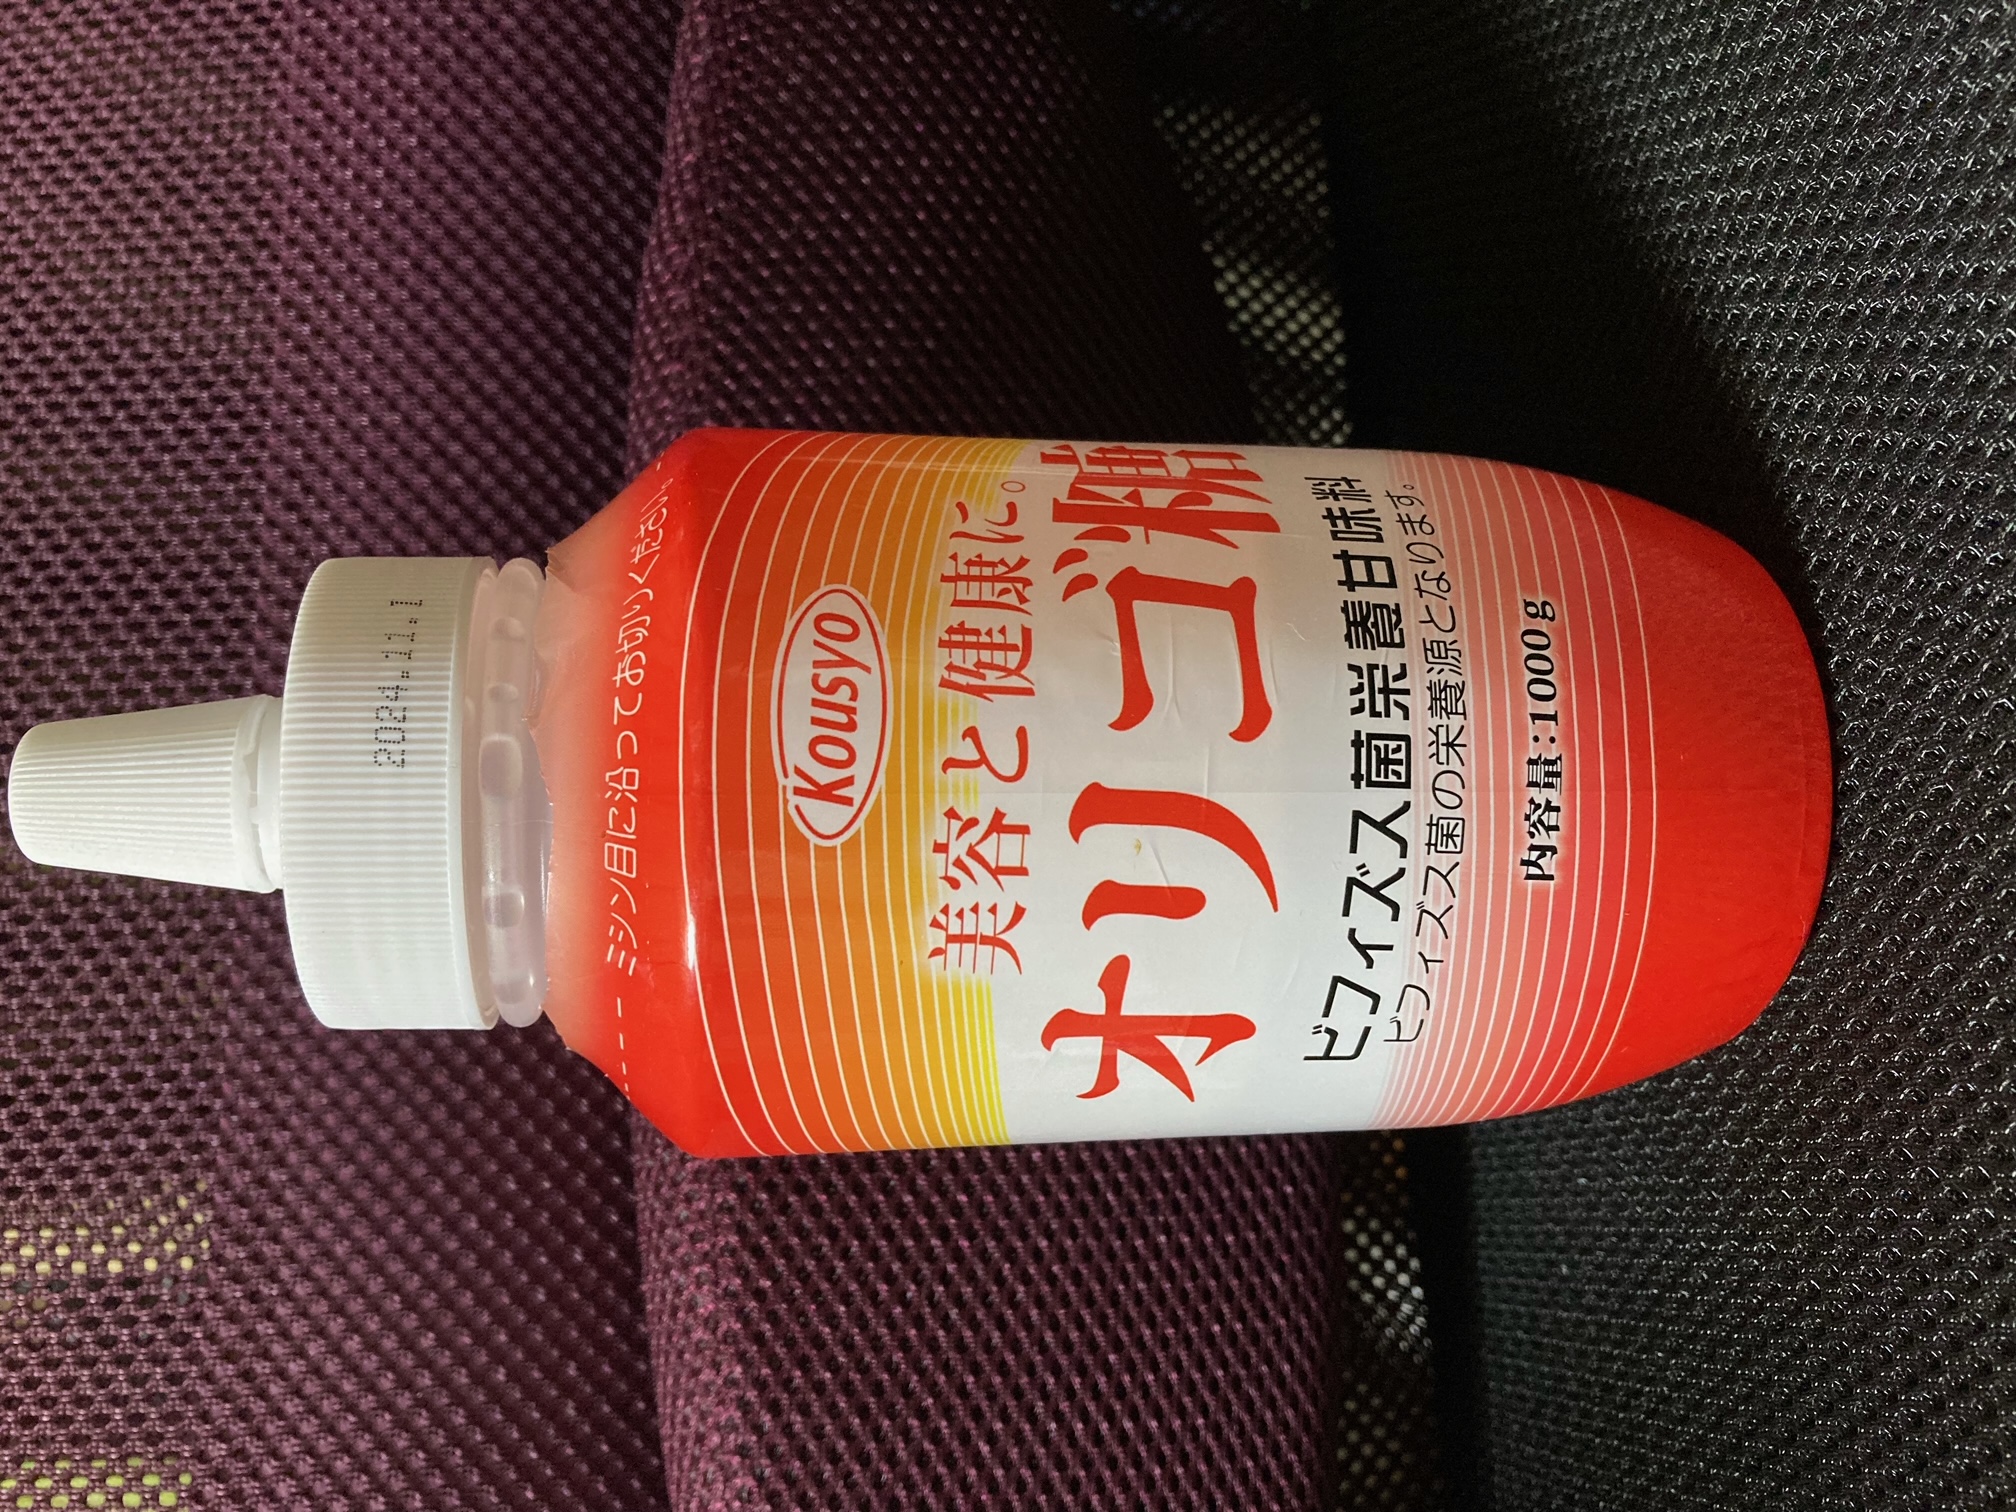 2024.11.1
ミシン目に沿ってお切りください。
Kousyo
美容と健康に。
オリゴ糖
ビフィズス菌栄養甘味料
ビフィズス菌の栄養源となります。
内容量:1000g